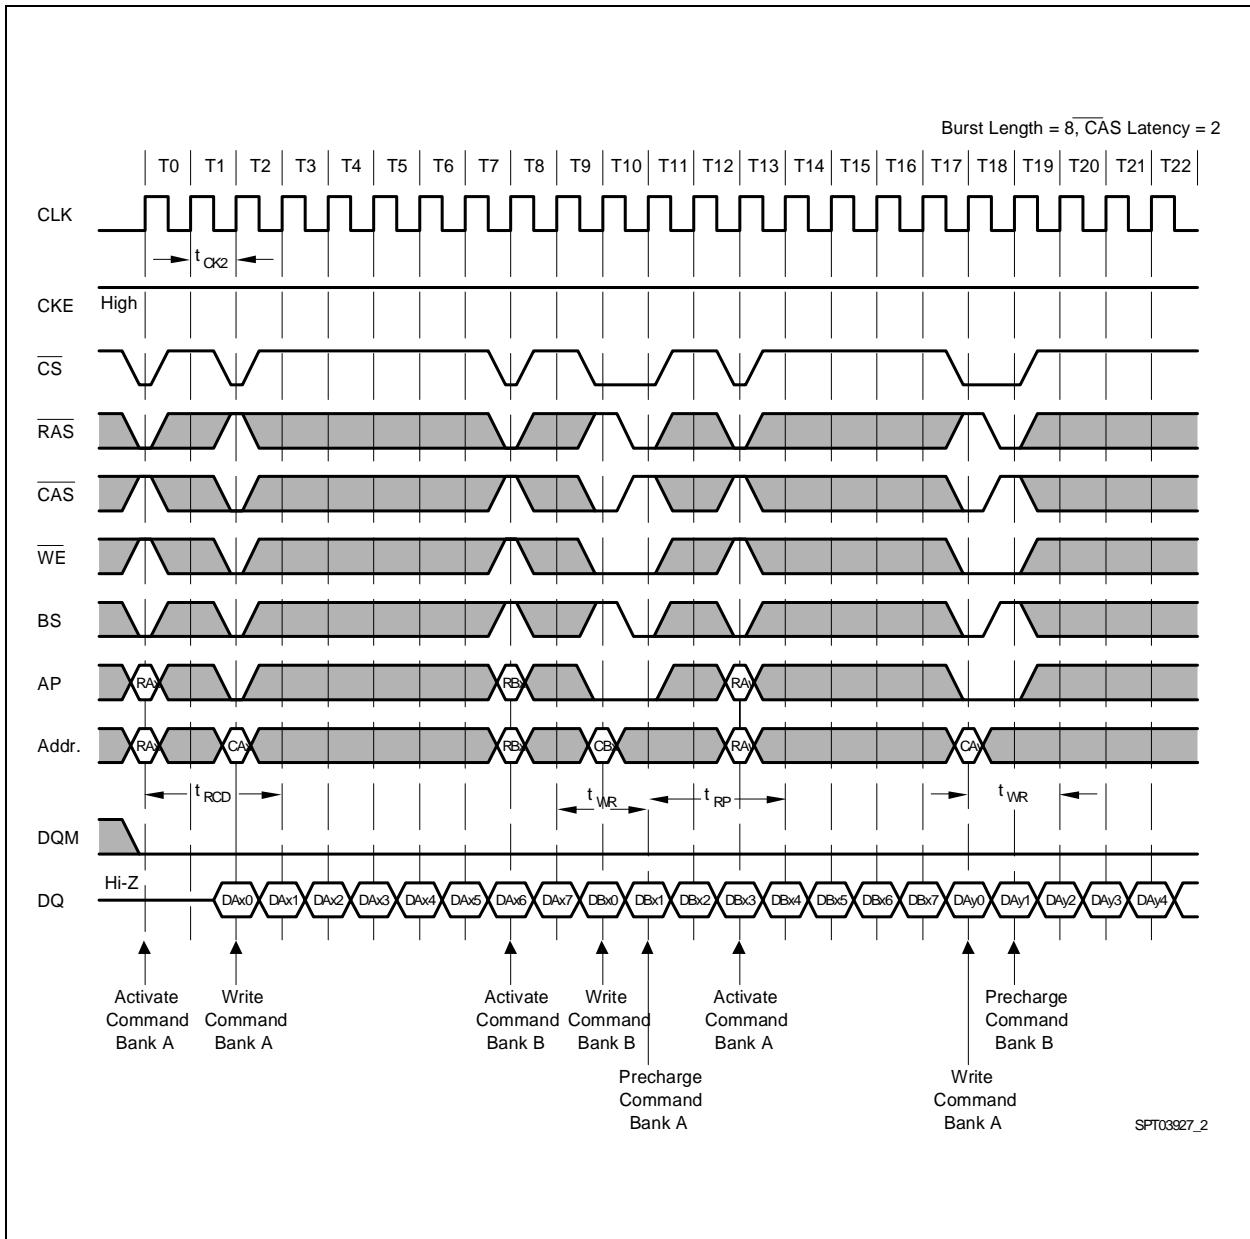 Burst Length = 8, CAS Latency = 2
T0 T1 T2 T3 T4 T5 T6 T7 T8 T9 T10 T11 T12 T13 T14 T15 T16 T17 T18 T19 T20 T21 T22
CLK
t CK2
CKE High
CS
RAS
CAS
WE
BS
AP RAx RBx RAy
Addr. RAx CAx RBx CBx RAy CAy
t RCD t WR t RP t WR
DQM
Hi-Z
DQ DAx0 DAx1 DAx2 DAx3 DAx4 DAx5 DAx6 DAx7 DBx0 DBx1 DBx2 DBx3 DBx4 DBx5 DBx6 DBx7 DAy0 DAy1 DAy2 DAy3 DAy4
Activate Write Activate Write Activate Precharge
Command Command Command Command Command Command
Bank A Bank A Bank B Bank B Bank A Bank B
Precharge Write
Command Command
Bank A Bank A
SPT03927_2